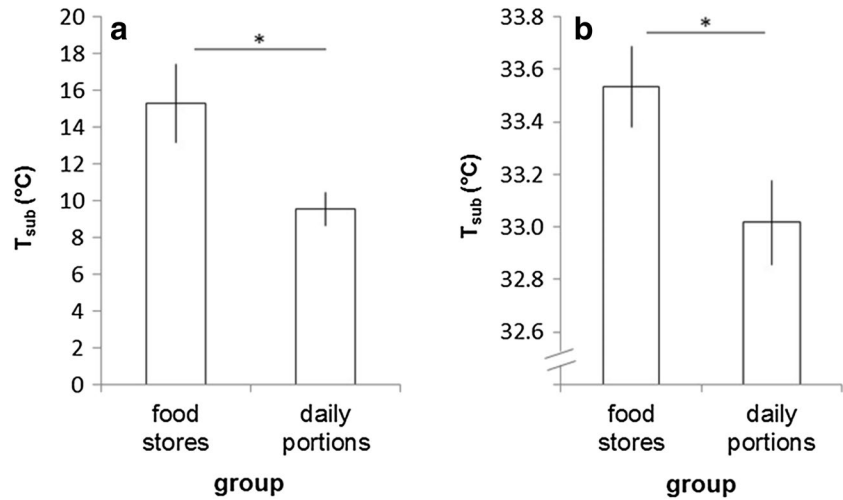 a
*
20
18
16
14
12
10
8
6
4
2
0
Tsub (°C)
food stores
daily portions
group
b
*
33.8
33.6
33.4
33.2
33.0
32.8
32.6
Tsub (°C)
food stores
daily portions
group